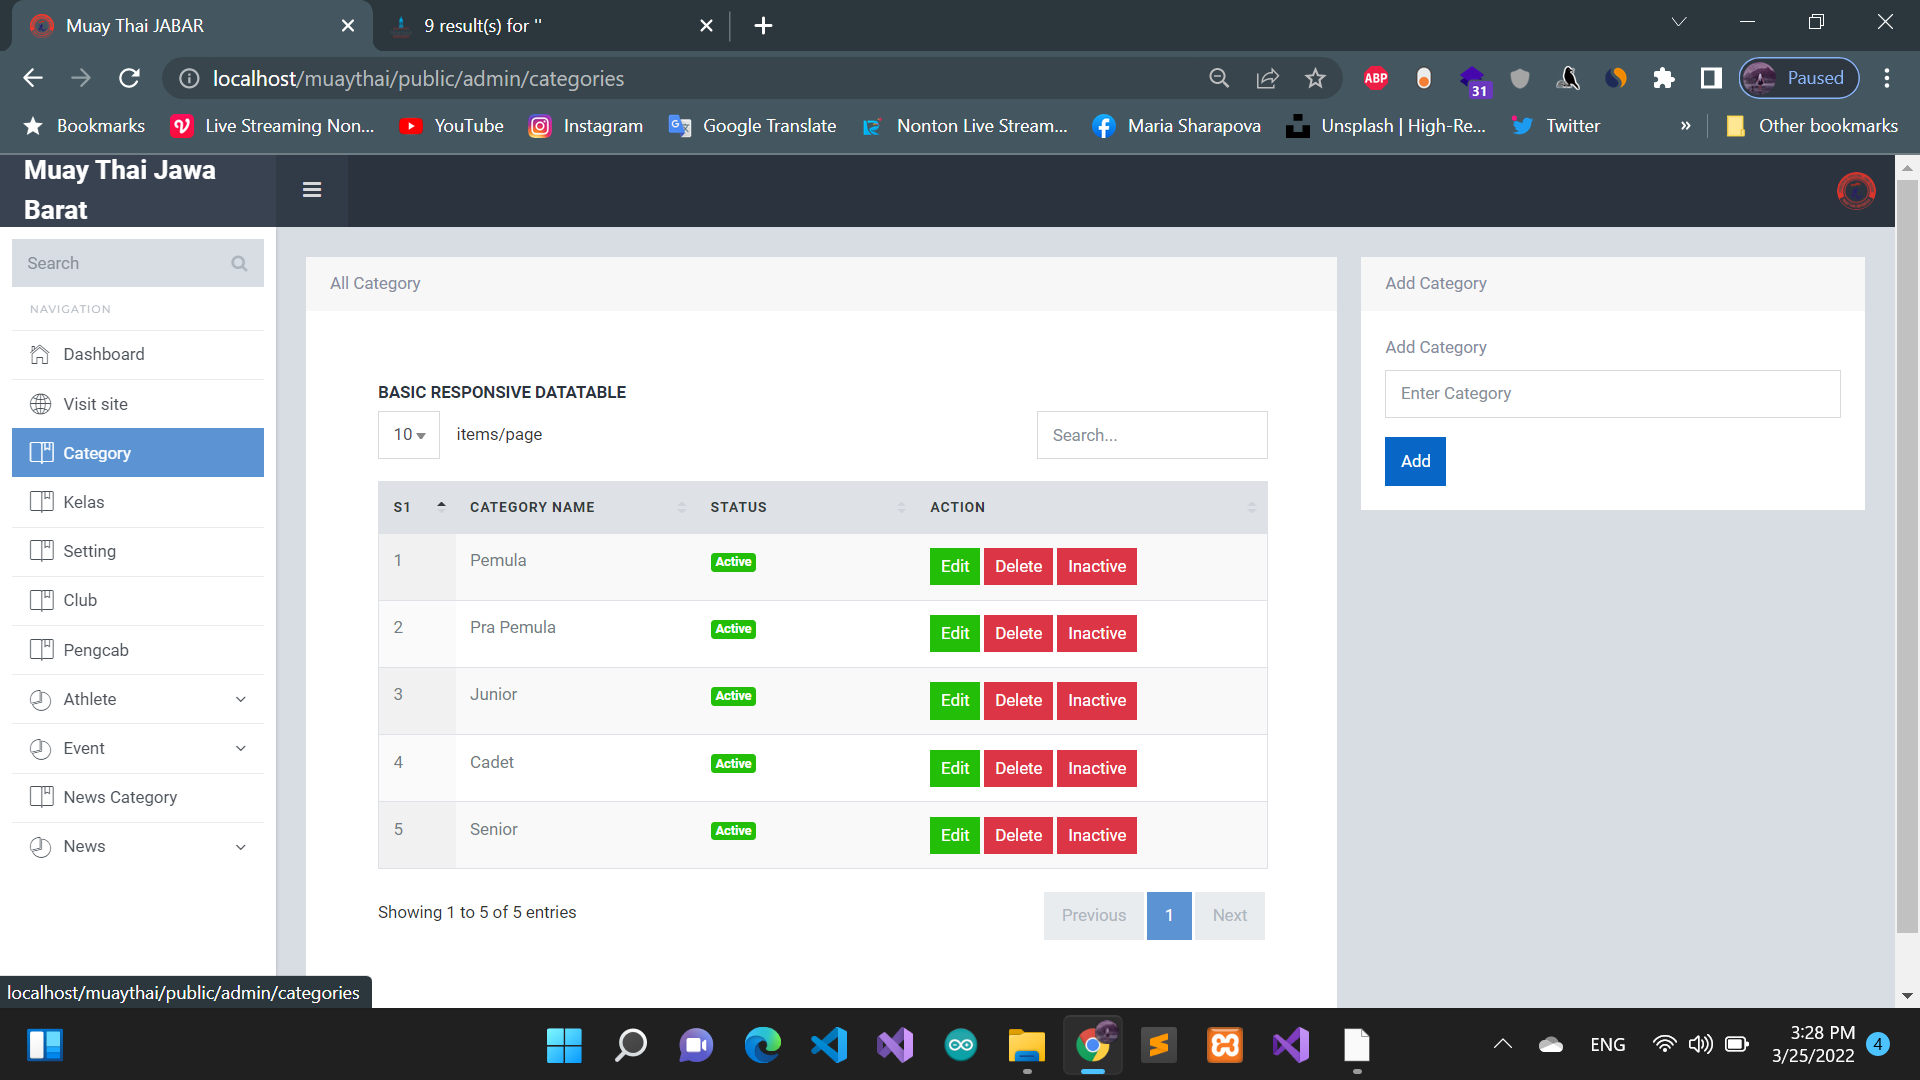 Muay Thai JABAR
9 result(s) for ''
localhost/muaythai/public/admin/categories
ABP
31
Paused
Bookmarks
Live Streaming Non...
YouTube
Instagram
Google Translate
Nonton Live Stream...
Maria Sharapova
Unsplash | High-Re...
Twitter
»
Other bookmarks
Muay Thai Jawa
Barat
Search
NAVIGATION
Dashboard
Visit site
Category
Kelas
Setting
Club
Pengcab
Athlete
Event
News Category
News
All Category
BASIC RESPONSIVE DATATABLE
10 items/page
Search...
S1 CATEGORY NAME STATUS ACTION
1 Pemula Active Edit Delete Inactive
2 Pra Pemula Active Edit Delete Inactive
3 Junior Active Edit Delete Inactive
4 Cadet Active Edit Delete Inactive
5 Senior Active Edit Delete Inactive
Showing 1 to 5 of 5 entries
Previous 1 Next
Add Category
Add Category
Enter Category
Add
localhost/muaythai/public/admin/categories
ENG
3:28 PM
3/25/2022
4